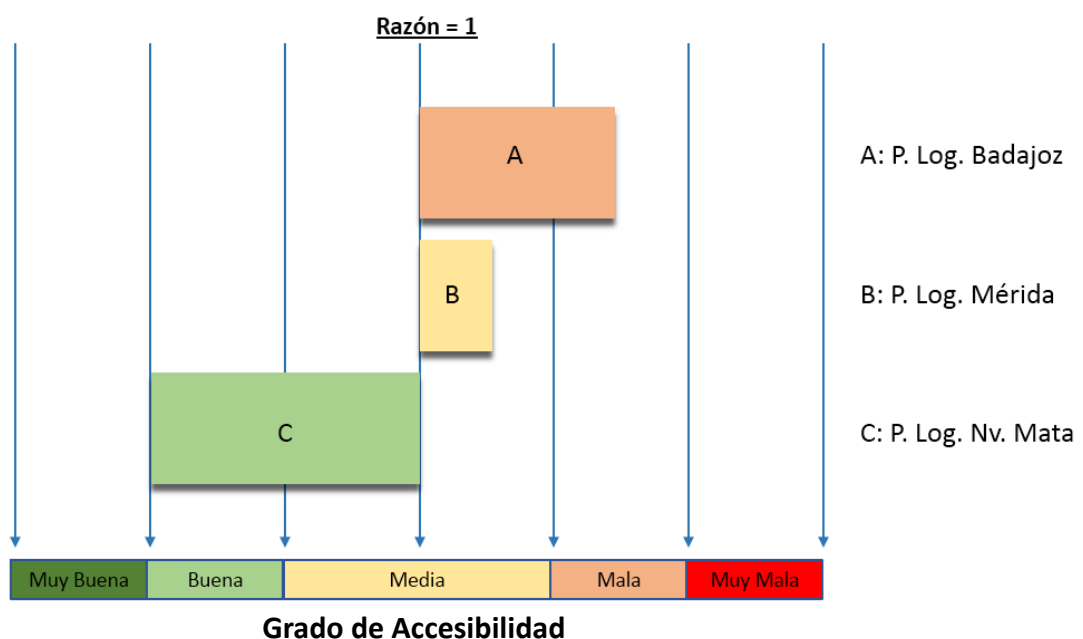 Razón = 1
A
A: P. Log. Badajoz
B
B: P. Log. Mérida
C
C: P. Log. Nv. Mata
Muy Buena Buena Media Mala Muy Mala
Grado de Accesibilidad